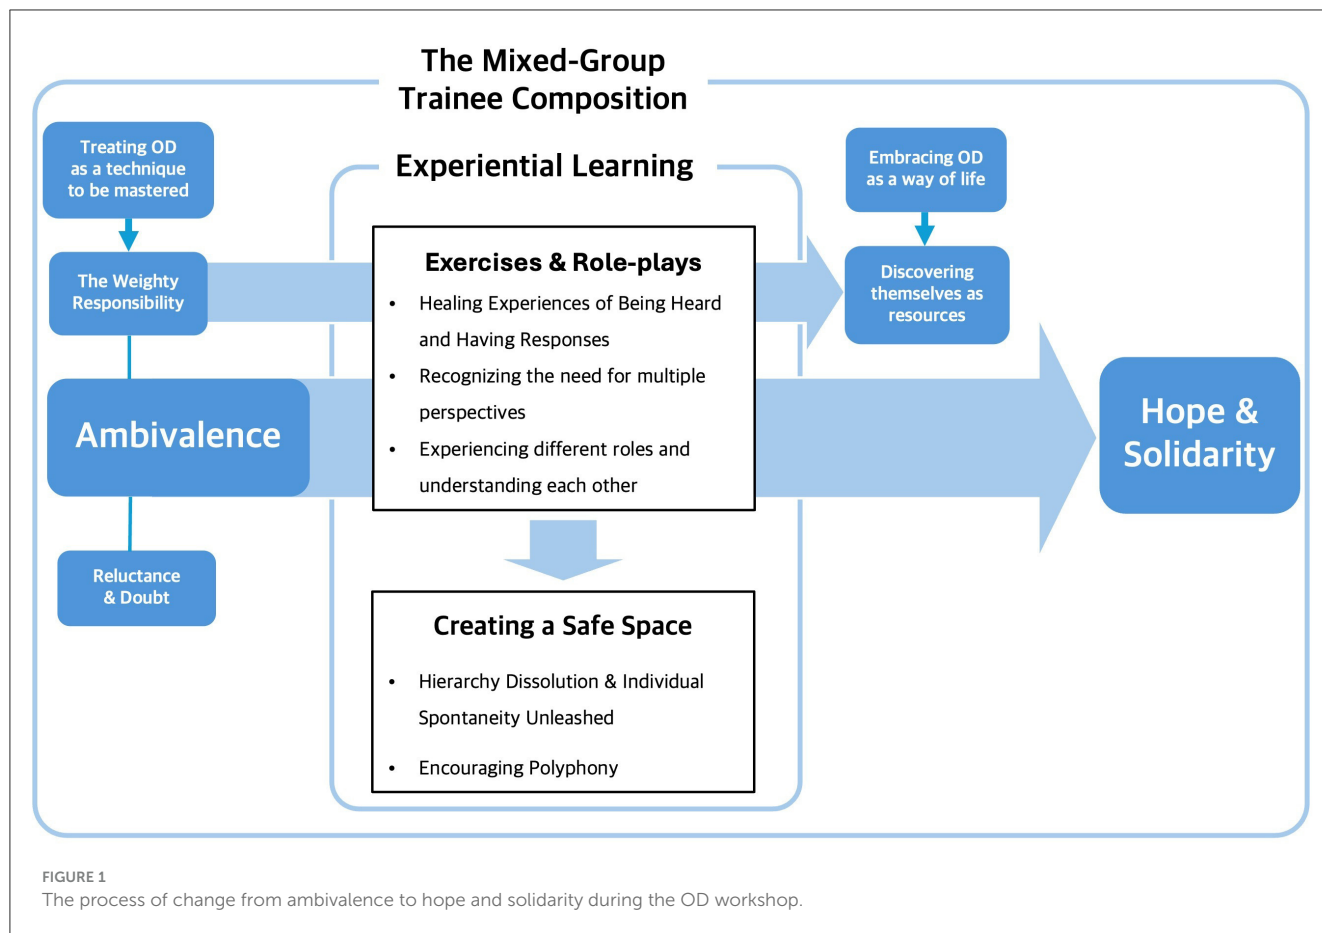 The Mixed-Group
Trainee Composition
Treating OD
as a technique
to be mastered
The Weighty
Responsibility
Ambivalence
Reluctance
& Doubt
Experiential Learning
Exercises & Role-plays
• Healing Experiences of Being Heard
and Having Responses
• Recognizing the need for multiple
perspectives
• Experiencing different roles and
understanding each other
Creating a Safe Space
• Hierarchy Dissolution & Individual
Spontaneity Unleashed
• Encouraging Polyphony
Embracing OD
as a way of life
Discovering
themselves as
resources
Hope &
Solidarity
FIGURE 1
The process of change from ambivalence to hope and solidarity during the OD workshop.